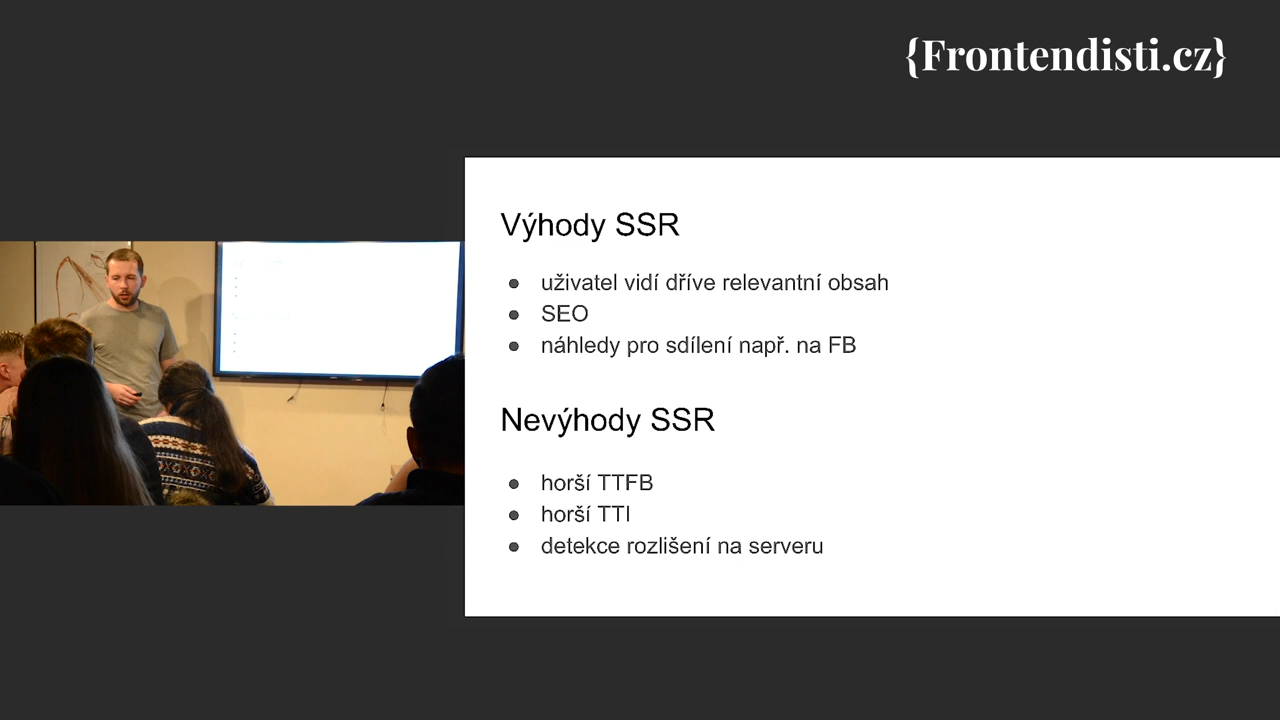 {Frontendisti.cz}
Výhody SSR
uživatel vidí dříve relevantní obsah
SEO
náhledy pro sdílení např. na FB
Nevýhody SSR
horší TTFB
horší TTI
detekce rozlišení na serveru